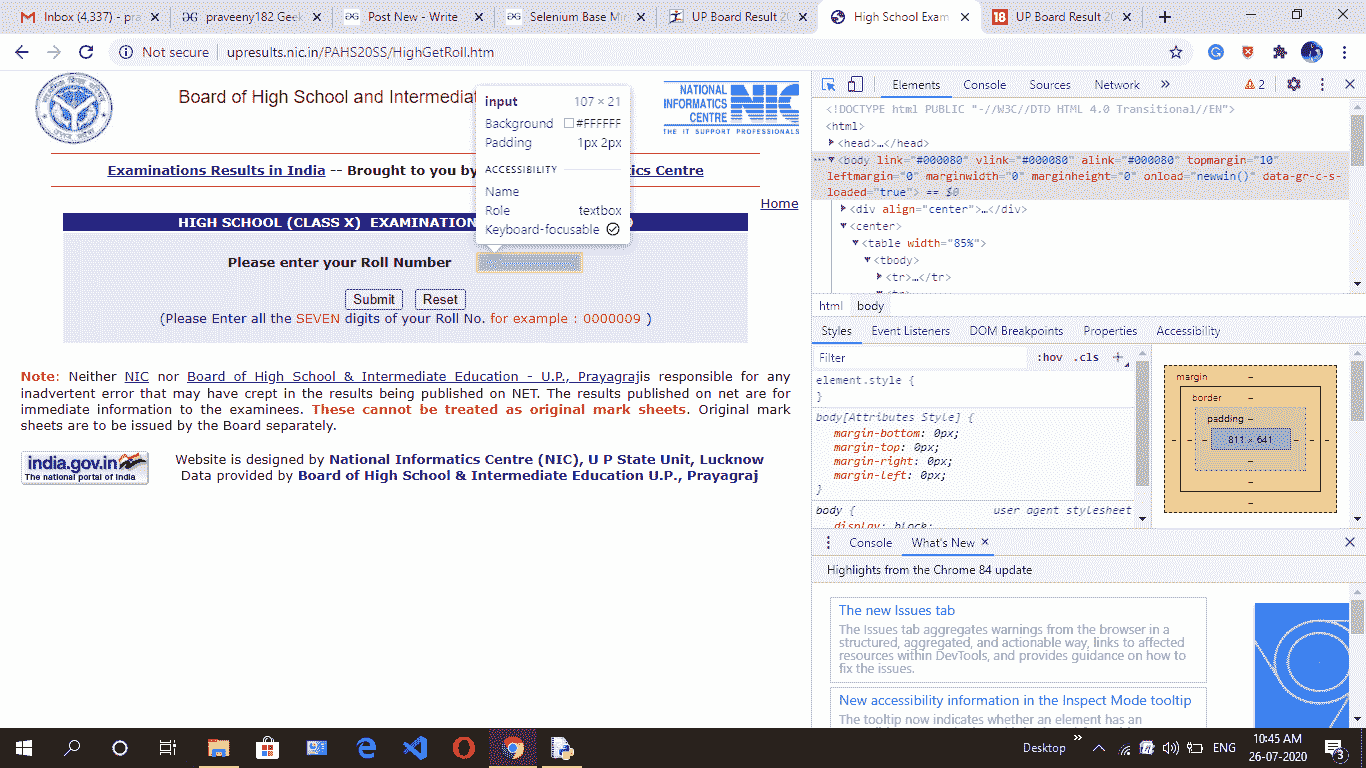 Inbox (4,337) - pra
praveeny182 Geek
Post New - Write
Selenium Base Mi
UP Board Result 20
High School Exam
UP Board Result 20
Not secure | upresults.nic.in/PAHS20SS/HighGetRoll.htm
Board of High School and Intermediat
NATIONAL
INFORMATICS
CENTRE
NIC
THE IT SUPPORT PROFESSIONALS
input 107 × 21
Background #FFFFFF
Padding 1px 2px
ACCESSIBILITY
Name
Role textbox
Keyboard-focusable
Examinations Results in India -- Brought to you by
ics Centre
Home
HIGH SCHOOL (CLASS X) EXAMINATION
Please enter your Roll Number
Submit Reset
(Please Enter all the SEVEN digits of your Roll No. for example : 0000009 )
Note: Neither NIC nor Board of High School & Intermediate Education - U.P., Prayagrajis responsible for any
inadvertent error that may have crept in the results being published on NET. The results published on net are for
immediate information to the examinees. These cannot be treated as original mark sheets. Original mark
sheets are to be issued by the Board separately.
india.gov.in
The national portal of India
Website is designed by National Informatics Centre (NIC), U P State Unit, Lucknow
Data provided by Board of High School & Intermediate Education U.P., Prayagraj
Elements Console Sources Network » 2
<!DOCTYPE html PUBLIC "-//W3C//DTD HTML 4.0 Transitional//EN">
<html>
<head>…</head>
<body link="#000080" vlink="#000080" alink="#000080" topmargin="10"
leftmargin="0" marginwidth="0" marginheight="0" onload="newwin()" data-gr-c-s-
loaded="true"> == $0
<div align="center">…</div>
<center>
<table width="85%">
<tbody>
<tr>…</tr>
<tr>
html body
Styles Event Listeners DOM Breakpoints Properties Accessibility
Filter :hov .cls +
element.style {
}
body[Attributes Style] {
margin-bottom: 0px;
margin-top: 0px;
margin-right: 0px;
margin-left: 0px;
}
body { user agent stylesheet
display: block;
margin –
border –
padding –
– – – 811 × 641 – – –
–
–
–
Console What's New ×
Highlights from the Chrome 84 update
The new Issues tab
The Issues tab aggregates warnings from the browser in a
structured, aggregated, and actionable way, links to affected
resources within DevTools, and provides guidance on how to
fix the issues.
New accessibility information in the Inspect Mode tooltip
The tooltip now indicates whether an element has an
Desktop » ENG 10:45 AM
26-07-2020
3